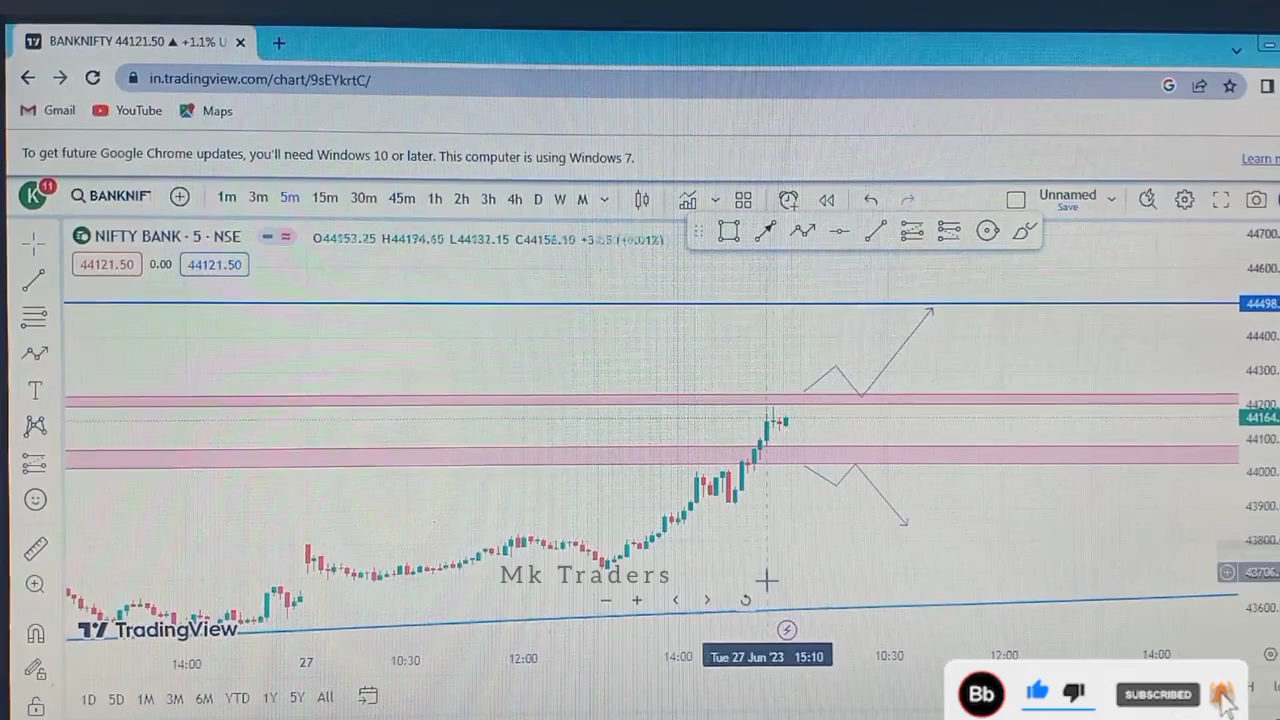 BANKNIFTY 44121.50 ▲ +1.1% U
in.tradingview.com/chart/9sEYkrtC/
Gmail YouTube Maps
To get future Google Chrome updates, you'll need Windows 10 or later. This computer is using Windows 7.
Learn
K 11 BANKNIF 1m 3m 5m 15m 30m 45m 1h 2h 3h 4h D W M Unnamed
Save
NIFTY BANK · 5 · NSE
44121.50 0.00 44121.50
44700.
44600.
44498.
44400.
44300.
44200.
44164.
44100.
44000.
43900.
43800.
43706.
43600.
Mk Traders
TradingView
14:00 27 10:30 12:00 14:00 Tue 27 Jun '23 15:10 10:30 12:00 14:00
1D 5D 1M 3M 6M YTD 1Y 5Y All
Bb SUBSCRIBED